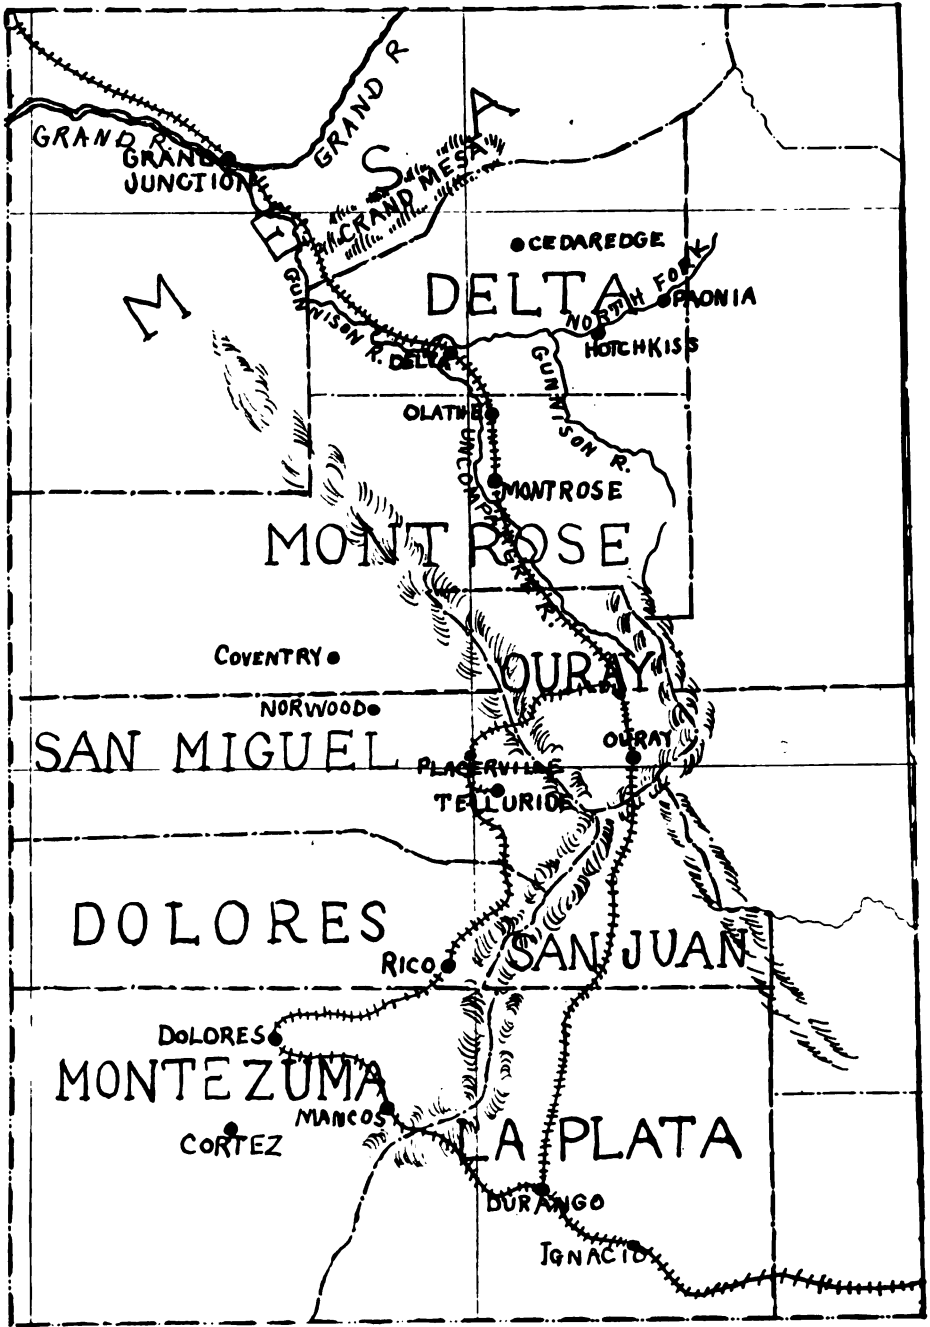 GRAND R
GRAND R.
GRAND
JUNCTION
MESA
GRAND MESA
CEDAREDGE
DELTA
NORTH FORK
PAONIA
HOTCHKISS
GUNNISON R.
DELTA
GUNNISON R.
OLATHE
UNCOMPAHGRE R.
MONTROSE
MONTROSE
COVENTRY
OURAY
NORWOOD
SAN MIGUEL
OURAY
PLACERVILLE
TELLURIDE
DOLORES
RICO
SAN JUAN
DOLORES
MONTEZUMA
MANCOS
CORTEZ
LA PLATA
DURANGO
IGNACIO